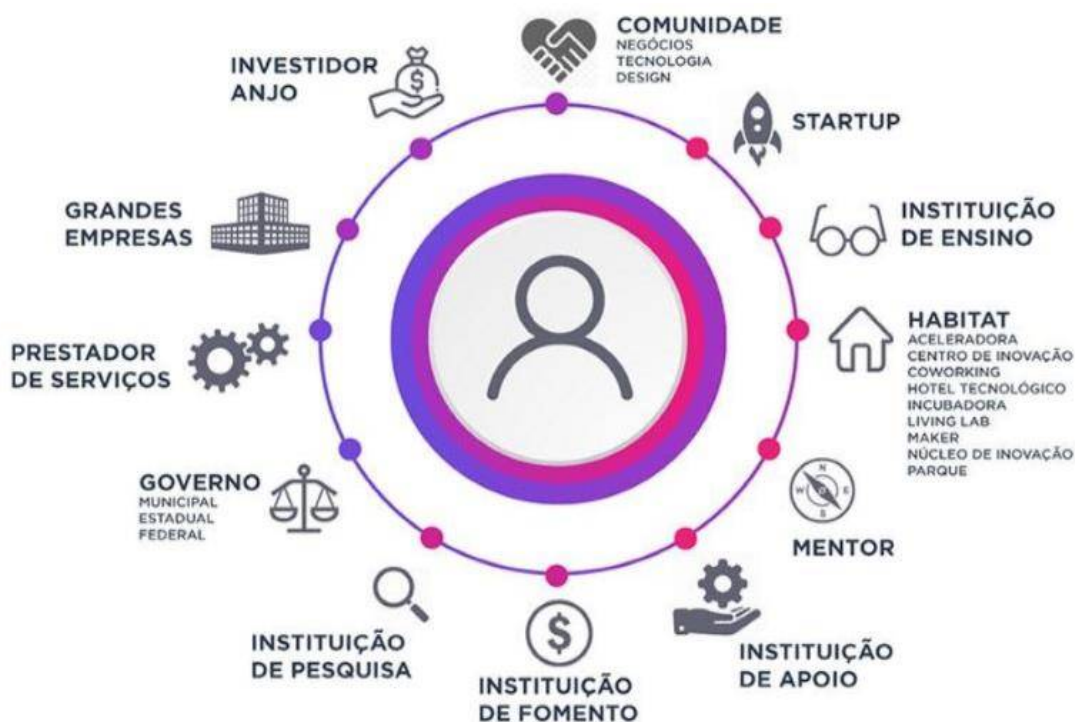 COMUNIDADE
NEGÓCIOS
TECNOLOGIA
DESIGN
STARTUP
INSTITUIÇÃO
DE ENSINO
HABITAT
ACELERADORA
CENTRO DE INOVAÇÃO
COWORKING
HOTEL TECNOLÓGICO
INCUBADORA
LIVING LAB
MAKER
NÚCLEO DE INOVAÇÃO
PARQUE
N
W
E
S
MENTOR
INSTITUIÇÃO
DE APOIO
$
INSTITUIÇÃO
DE FOMENTO
INSTITUIÇÃO
DE PESQUISA
GOVERNO
MUNICIPAL
ESTADUAL
FEDERAL
PRESTADOR
DE SERVIÇOS
GRANDES
EMPRESAS
INVESTIDOR
ANJO
$